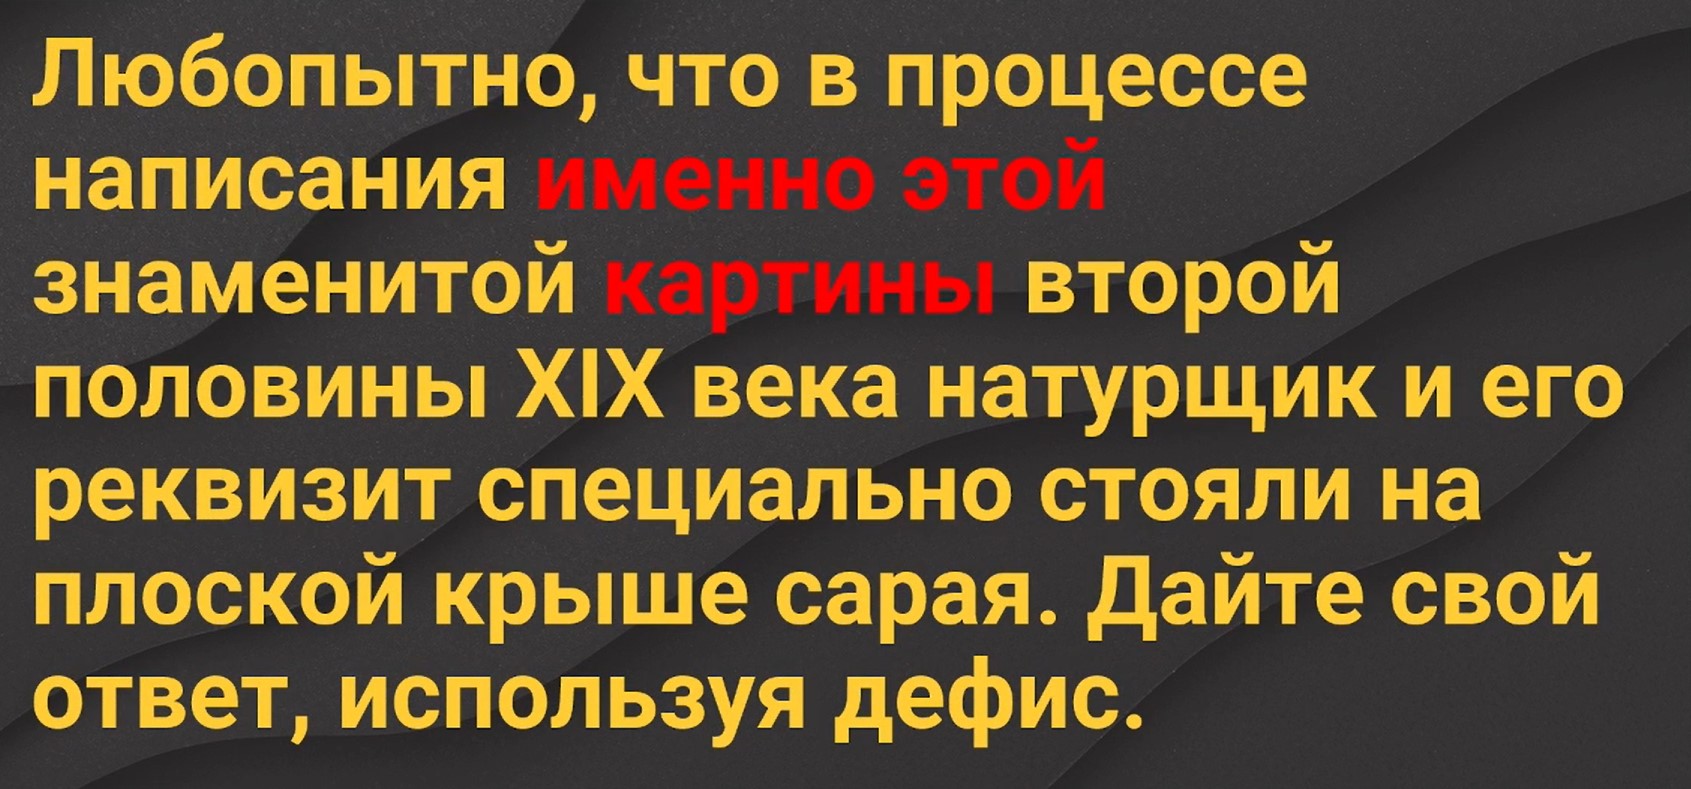 Любопытно, что в процессе
написания именно этой
знаменитой картины второй
половины XIX века натурщик и его
реквизит специально стояли на
плоской крыше сарая. Дайте свой
ответ, используя дефис.